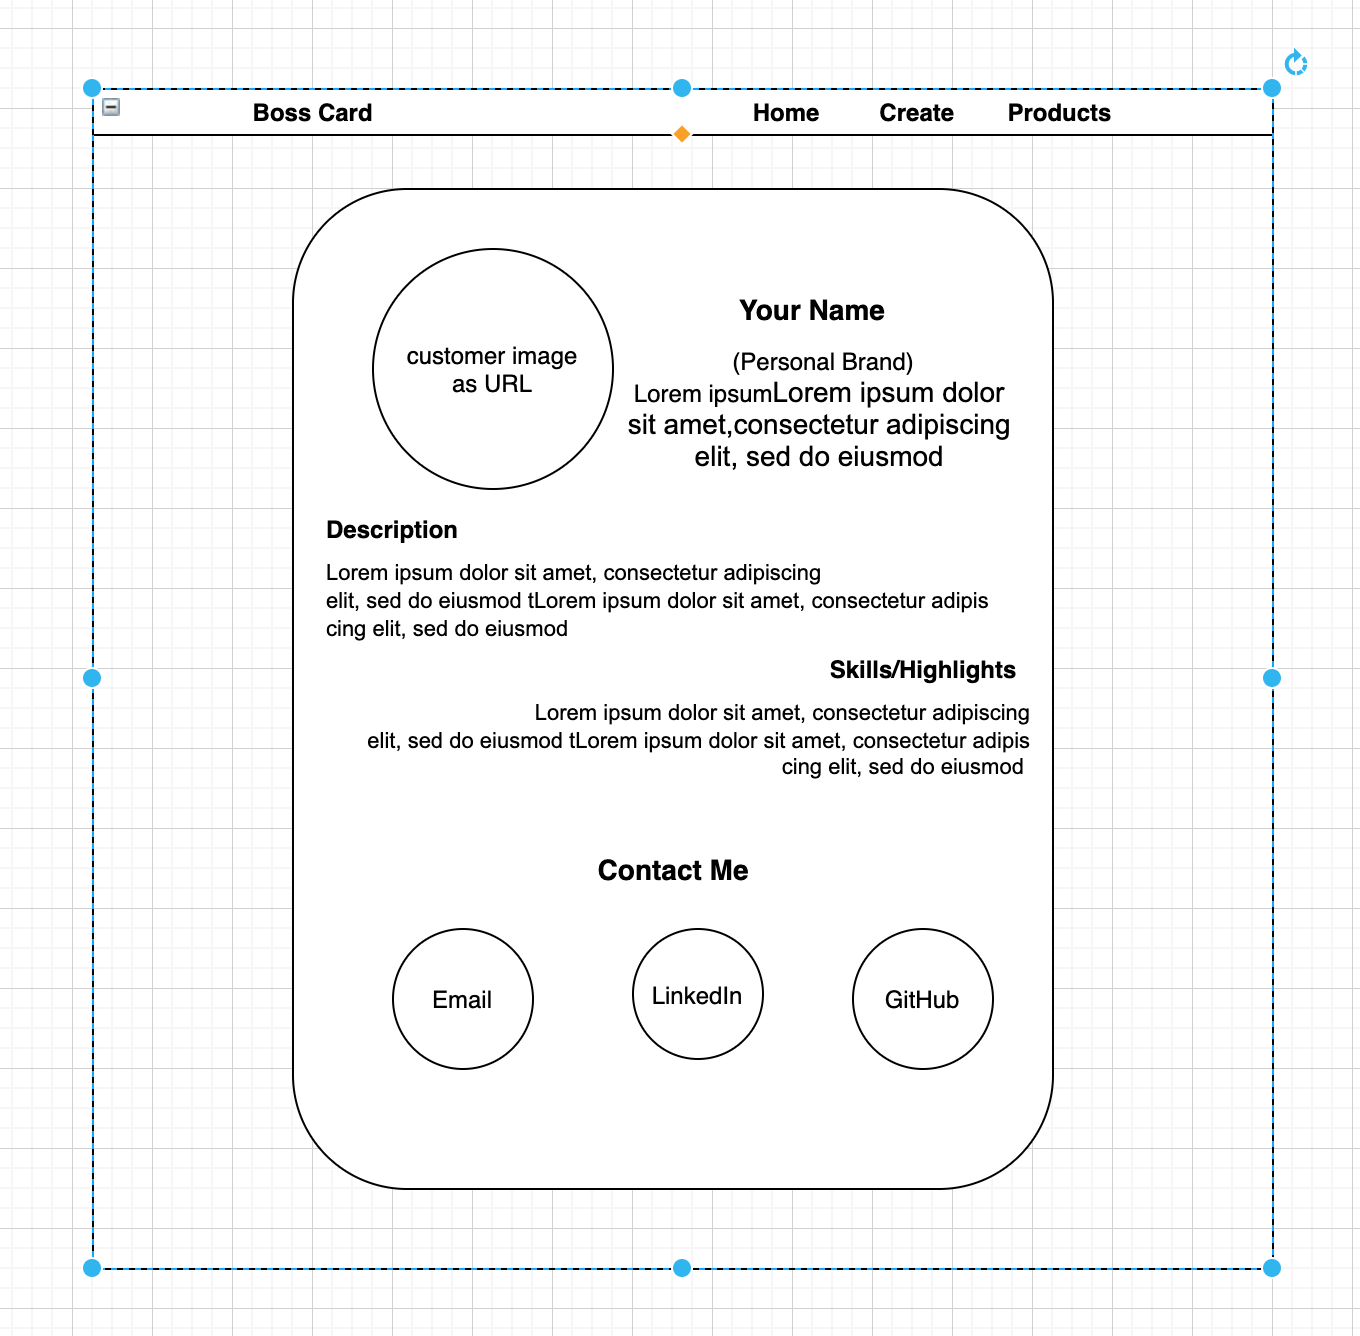 Boss Card Home Create Products
customer image
as URL
Your Name
(Personal Brand)
Lorem ipsumLorem ipsum dolor
sit amet,consectetur adipiscing
elit, sed do eiusmod
Description
Lorem ipsum dolor sit amet, consectetur adipiscing
elit, sed do eiusmod tLorem ipsum dolor sit amet, consectetur adipis
cing elit, sed do eiusmod
Skills/Highlights
Lorem ipsum dolor sit amet, consectetur adipiscing
elit, sed do eiusmod tLorem ipsum dolor sit amet, consectetur adipis
cing elit, sed do eiusmod
Contact Me
Email LinkedIn GitHub